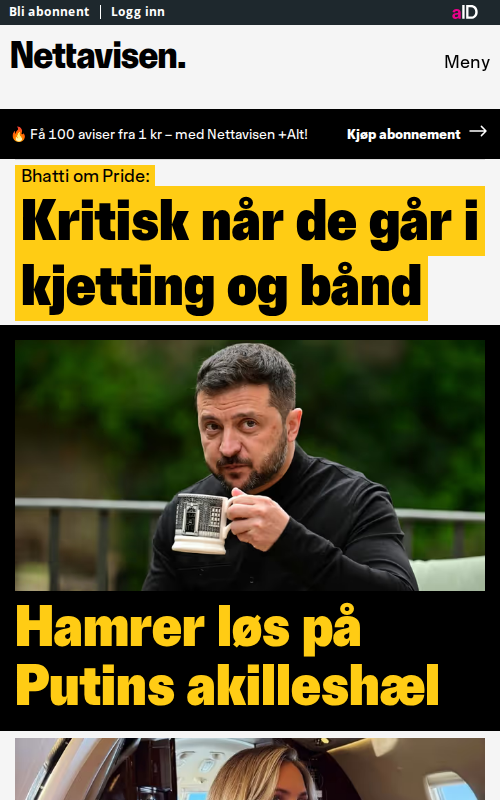 Bli abonnent
Logg inn
aID
Nettavisen.
Meny
🔥 Få 100 aviser fra 1 kr – med Nettavisen +Alt!
Kjøp abonnement →
Bhatti om Pride:
Kritisk når de går i
kjetting og bånd
Hamrer løs på
Putins akilleshæl